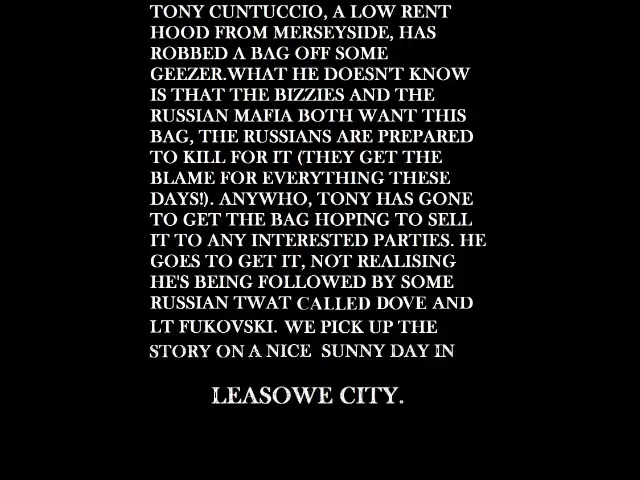 TONY CUNTUCCIO, A LOW RENT
HOOD FROM MERSEYSIDE, HAS
ROBBED A BAG OFF SOME
GEEZER.WHAT HE DOESN'T KNOW
IS THAT THE BIZZIES AND THE
RUSSIAN MAFIA BOTH WANT THIS
BAG, THE RUSSIANS ARE PREPARED
TO KILL FOR IT (THEY GET THE
BLAME FOR EVERYTHING THESE
DAYS!). ANYWHO, TONY HAS GONE
TO GET THE BAG HOPING TO SELL
IT TO ANY INTERESTED PARTIES. HE
GOES TO GET IT, NOT REALISING
HE'S BEING FOLLOWED BY SOME
RUSSIAN TWAT CALLED DOVE AND
LT FUKOVSKI. WE PICK UP THE
STORY ON A NICE SUNNY DAY IN
LEASOWE CITY.